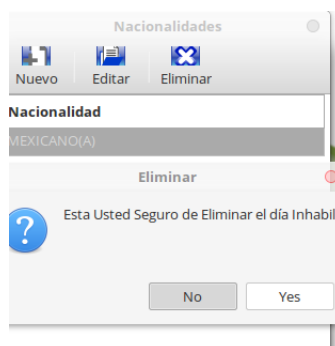 Nacionalidades
Nuevo Editar Eliminar
Nacionalidad
MEXICANO(A)
Eliminar
Esta Usted Seguro de Eliminar el día Inhabil
No Yes